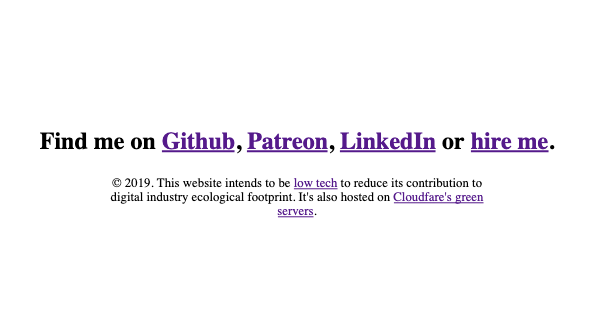 Find me on Github, Patreon, LinkedIn or hire me.
© 2019. This website intends to be low tech to reduce its contribution to
digital industry ecological footprint. It's also hosted on Cloudfare's green
servers.